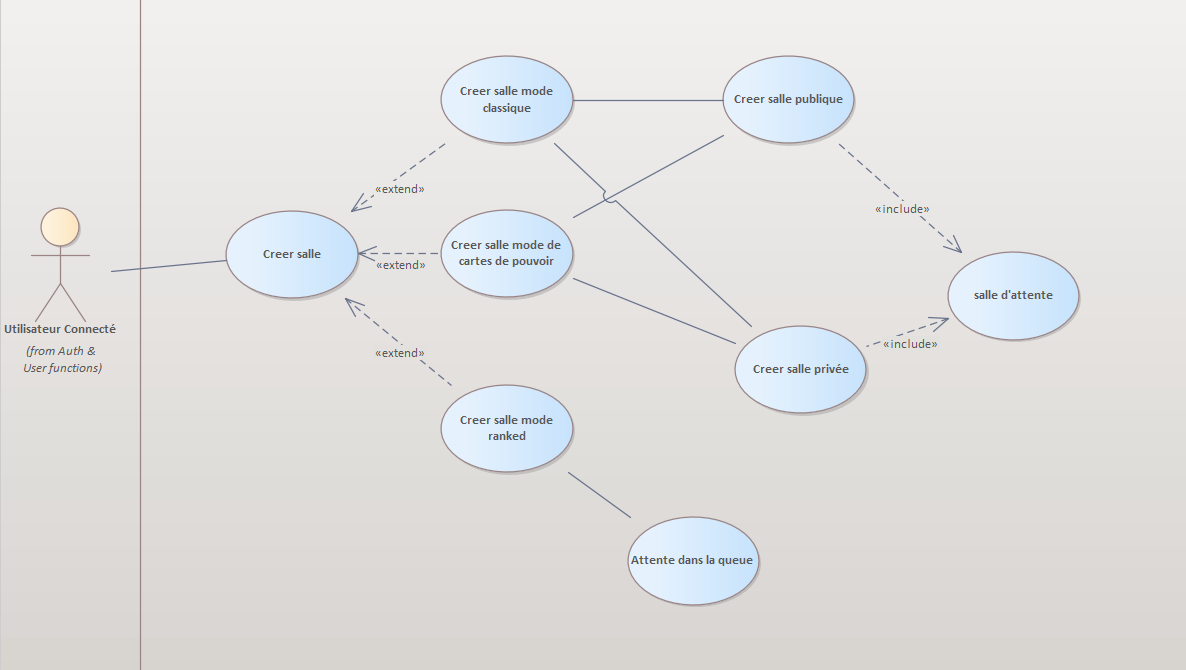 Creer salle mode
classique
Creer salle publique
«extend»
«include»
Creer salle
Creer salle mode de
cartes de pouvoir
«extend»
salle d'attente
Utilisateur Connecté
(from Auth &
User functions)
«extend»
«include»
Creer salle privée
Creer salle mode
ranked
Attente dans la queue